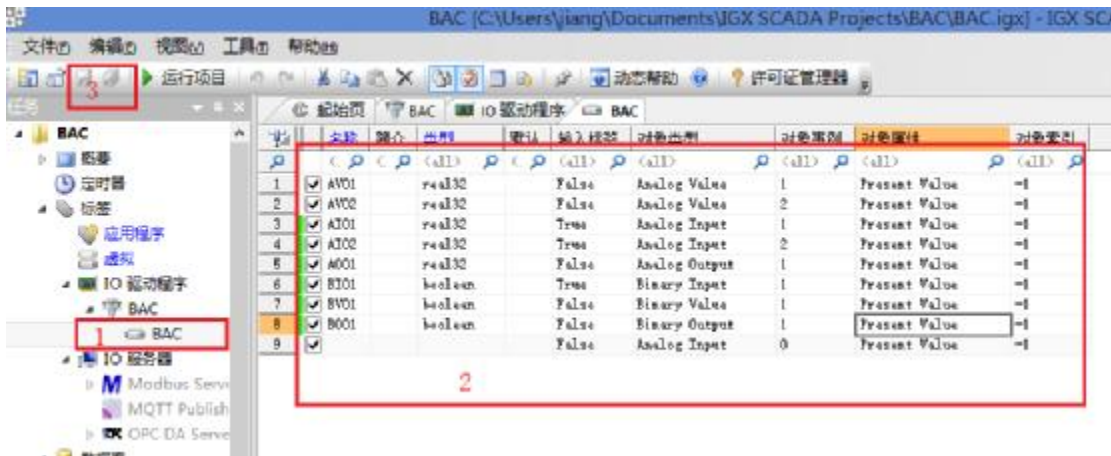 BAC [C:\Users\jiang\Documents\IGX SCADA Projects\BAC\BAC.igx] - IGX SCA
文件(F) 编辑(E) 视图(V) 工具(T) 帮助(H)
3 运行项目 动态帮助 许可证管理器
任务 起始页 BAC IO 驱动程序 BAC
BAC 名称 简介 类型 默认 输入标签 对象类型 对象实例 对象属性 对象索引
概要 (all) (all) (all) (all) (all) (all)
定时器 1 AV01 real32 False Analog Value 1 Present Value -1
标签 2 AV02 real32 False Analog Value 2 Present Value -1
应用程序 3 AI01 real32 True Analog Input 1 Present Value -1
虚拟 4 AI02 real32 True Analog Input 2 Present Value -1
5 AO01 real32 False Analog Output 1 Present Value -1
IO 驱动程序 6 BI01 boolean True Binary Input 1 Present Value -1
BAC 7 BV01 boolean False Binary Value 1 Present Value -1
1 BAC 8 BO01 boolean False Binary Output 1 Present Value -1
9 False Analog Input 0 Present Value -1
IO 服务器
Modbus Serv
2
MQTT Publish
OPC DA Serve